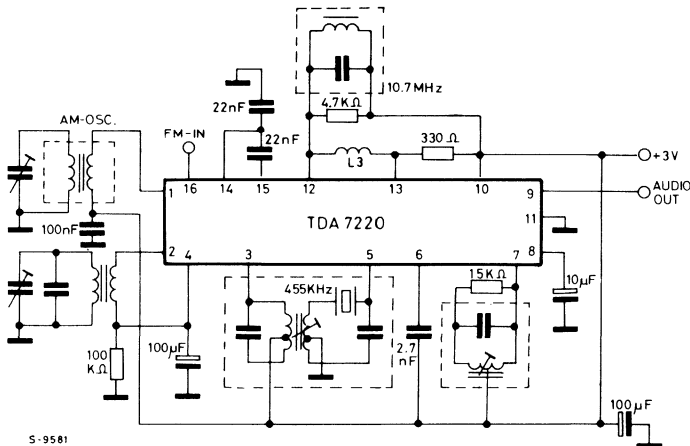 10.7MHz
AM-OSC.
22nF
4.7KΩ
FM-IN
22nF
330Ω
L3
+3V
16 14 15 12 13 10
1
9
AUDIO OUT
TDA 7220
11
100nF
2
4 3 5 6 7
8
455KHz
15KΩ
10µF
100µF
100 KΩ
2.7 nF
100µF
S-9581